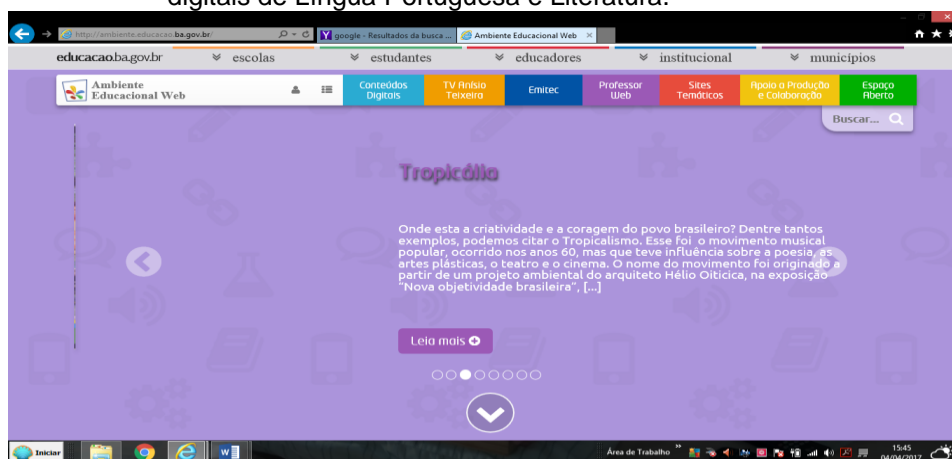 digitais de Língua Portuguesa e Literatura.
http://ambiente.educacao.ba.gov.br/
google - Resultados da busca ...
Ambiente Educacional Web
educacao.ba.gov.br
escolas
estudantes
educadores
institucional
municípios
Ambiente
Educacional Web
Conteúdos
Digitais
TV Anísio
Teixeira
Emitec
Professor
Web
Sites
Temáticos
Apoio a Produção
e Colaboração
Espaço
Aberto
Buscar...
Tropicália
Onde esta a criatividade e a coragem do povo brasileiro? Dentre tantos
exemplos, podemos citar o Tropicalismo. Esse foi o movimento musical
popular, ocorrido nos anos 60, mas que teve influência sobre a poesia, as
artes plásticas, o teatro e o cinema. O nome do movimento foi originado a
partir de um projeto ambiental do arquiteto Hélio Oiticica, na exposição
"Nova objetividade brasileira", [...]
Leia mais
Iniciar
Área de Trabalho
15:45
04/04/2017